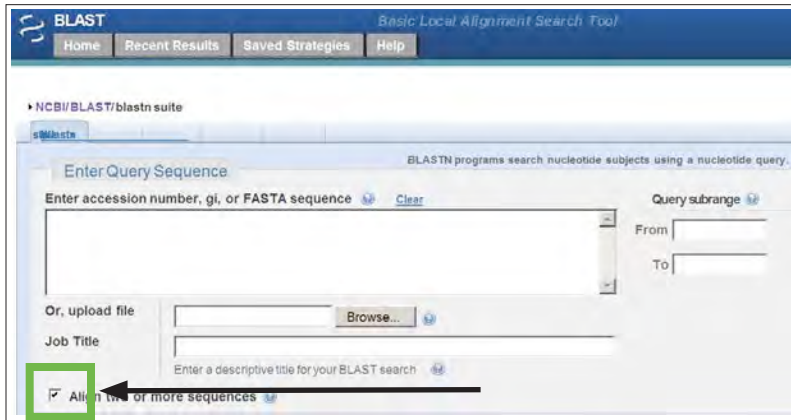 BLAST Basic Local Alignment Search Tool
Home Recent Results Saved Strategies Help
NCBI/BLAST/blastn suite
BLASTN programs search nucleotide subjects using a nucleotide query.
Enter Query Sequence
Enter accession number, gi, or FASTA sequence Clear Query subrange
From
To
Or, upload file Browse...
Job Title
Enter a descriptive title for your BLAST search
Align two or more sequences